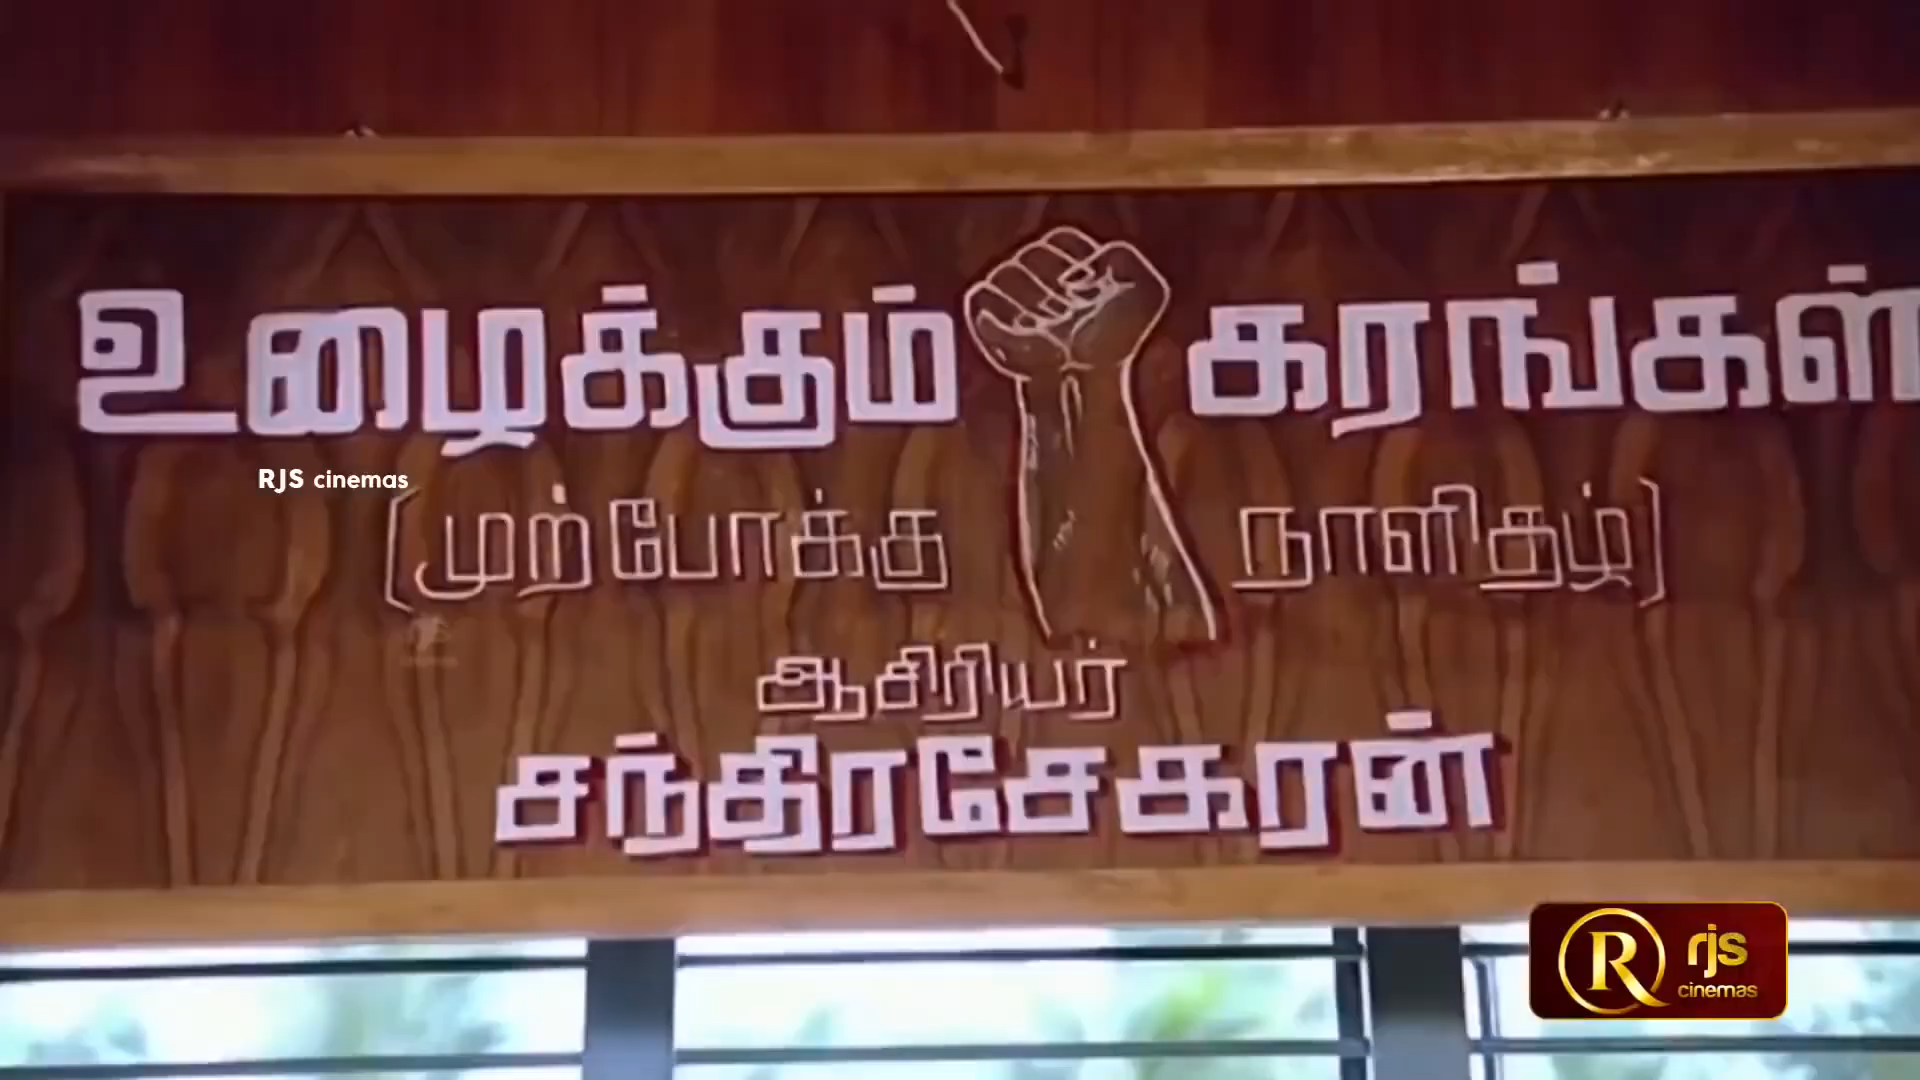 உழைக்கும் கரங்கள்
RJS cinemas
(முற்போக்கு நாளிதழ்)
ஆசிரியர்
சந்திரசேகரன்
R rjs
cinemas